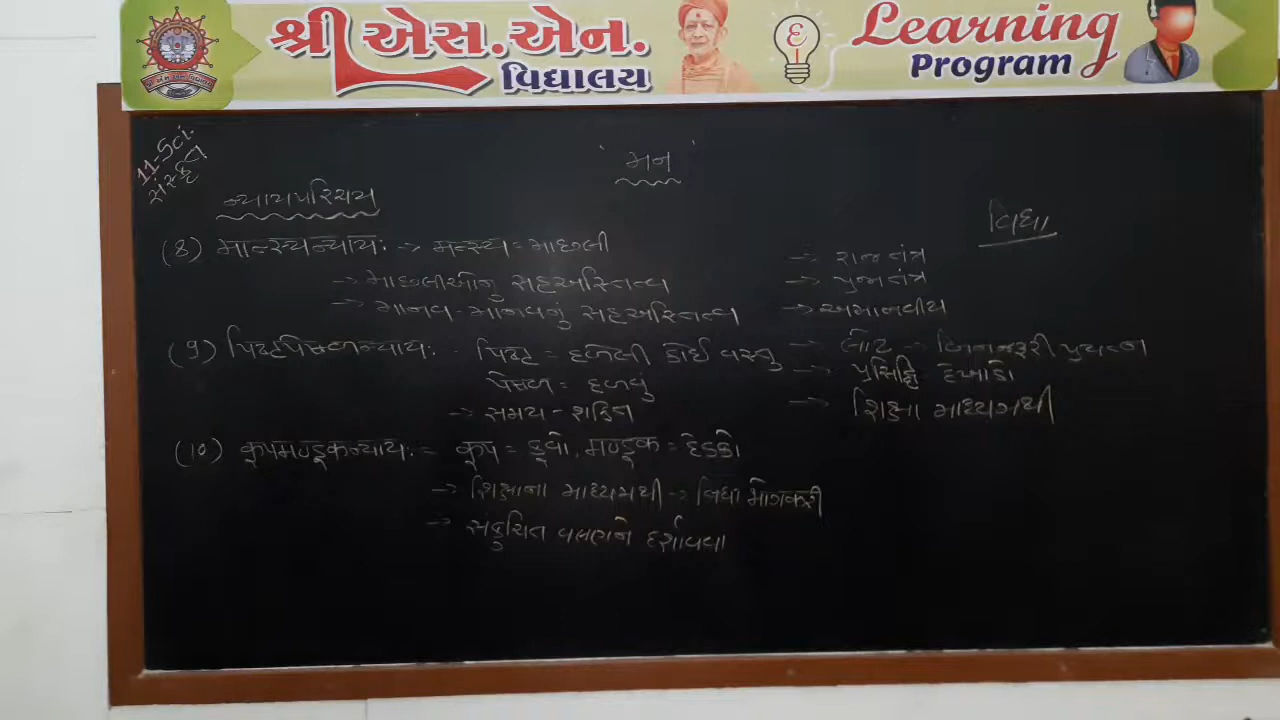 શ્રી એસ.એન. વિદ્યાલય
Learning Program
11-Sci.
સંસ્કૃત
'મન'
ન્યાયપરિચય
વિદ્યા
(8) માત્સ્યન્યાયઃ → મત્સ્ય = માછલી → રાજતંત્ર
→ માછલીઓનું સહઅસ્તિત્વ → પ્રજાતંત્ર
→ માનવ-માનવનું સહઅસ્તિત્વ → અમાનવીય
(9) પિષ્ટપેષણન્યાયઃ પિષ્ટ = દળેલી કોઈ વસ્તુ → લોટ → બિનજરૂરી પ્રયત્ન
પેષણ = દળવું → પ્રસિદ્ધિ દેખાડો
→ સમય - શક્તિ → શિક્ષા માધ્યમથી
(10) કૂપમણ્ડૂકન્યાયઃ = કૂપ = કૂવો, મણ્ડૂક = દેડકો
→ શિક્ષાના માધ્યમથી →
→ સંકુચિત વલણને દર્શાવવા